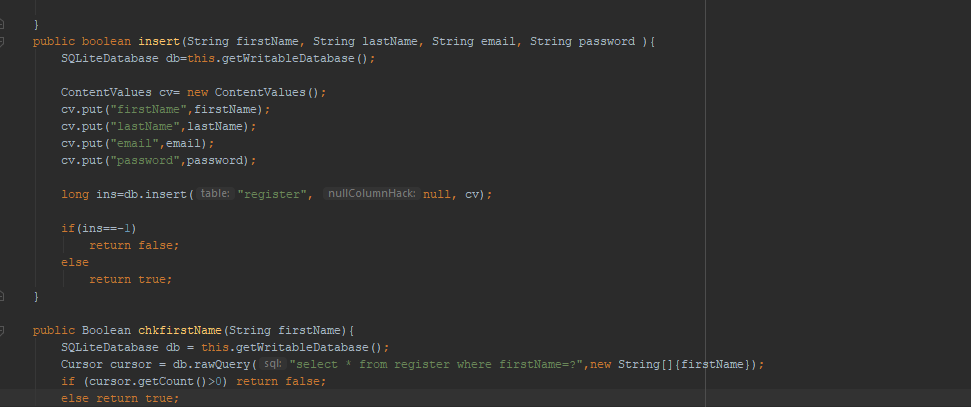 }
public boolean insert(String firstName, String lastName, String email, String password ){
SQLiteDatabase db=this.getWritableDatabase();
ContentValues cv= new ContentValues();
cv.put("firstName",firstName);
cv.put("lastName",lastName);
cv.put("email",email);
cv.put("password",password);
long ins=db.insert( table: "register", nullColumnHack: null, cv);
if(ins==-1)
return false;
else
return true;
}
public Boolean chkfirstName(String firstName){
SQLiteDatabase db = this.getWritableDatabase();
Cursor cursor = db.rawQuery( sql: "select * from register where firstName=?",new String[]{firstName});
if (cursor.getCount()>0) return false;
else return true;